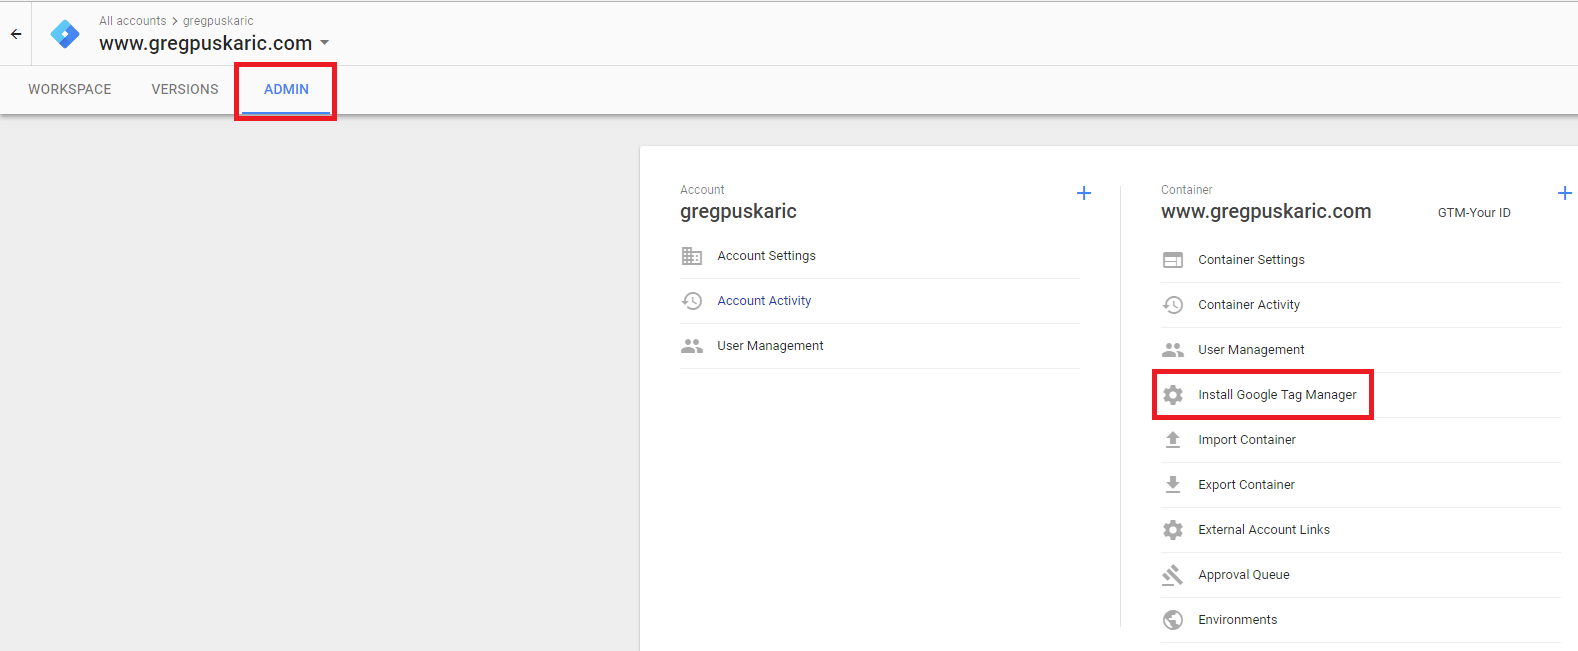 All accounts > gregpuskaric
www.gregpuskaric.com
WORKSPACE VERSIONS ADMIN
Account
gregpuskaric
Account Settings
Account Activity
User Management
Container
www.gregpuskaric.com GTM-Your ID
Container Settings
Container Activity
User Management
Install Google Tag Manager
Import Container
Export Container
External Account Links
Approval Queue
Environments